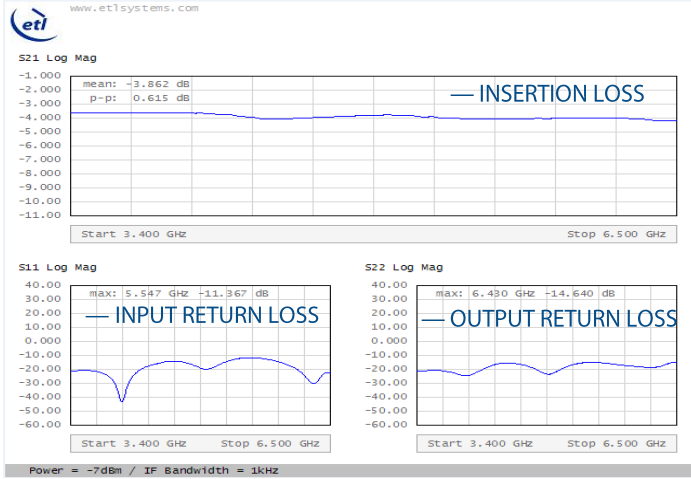 etl
www.etlsystems.com
S21 Log Mag
-1.000
mean: -3.862 dB
-2.000
p-p: 0.615 dB
— INSERTION LOSS
-3.000
-4.000
-5.000
-6.000
-7.000
-8.000
-9.000
-10.00
-11.00
Start 3.400 GHz Stop 6.500 GHz
S11 Log Mag
40.00
max: 5.547 GHz -11.367 dB
30.00
20.00
— INPUT RETURN LOSS
10.00
0.000
-10.00
-20.00
-30.00
-40.00
-50.00
-60.00
Start 3.400 GHz Stop 6.500 GHz
S22 Log Mag
40.00
max: 6.430 GHz -14.640 dB
30.00
20.00
— OUTPUT RETURN LOSS
10.00
0.000
-10.00
-20.00
-30.00
-40.00
-50.00
-60.00
Start 3.400 GHz Stop 6.500 GHz
Power = -7dBm / IF Bandwidth = 1kHz